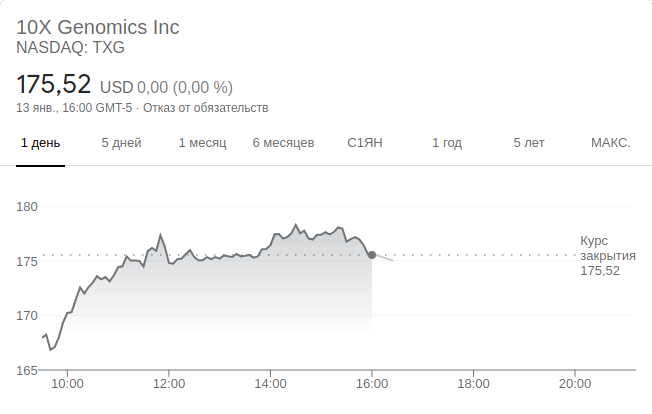 10X Genomics Inc
NASDAQ: TXG
175,52 USD 0,00 (0,00 %)
13 янв., 16:00 GMT-5 · Отказ от обязательств
1 день 5 дней 1 месяц 6 месяцев С1ЯН 1 год 5 лет МАКС.
180
175
170
165
Курс
закрытия
175,52
10:00 12:00 14:00 16:00 18:00 20:00